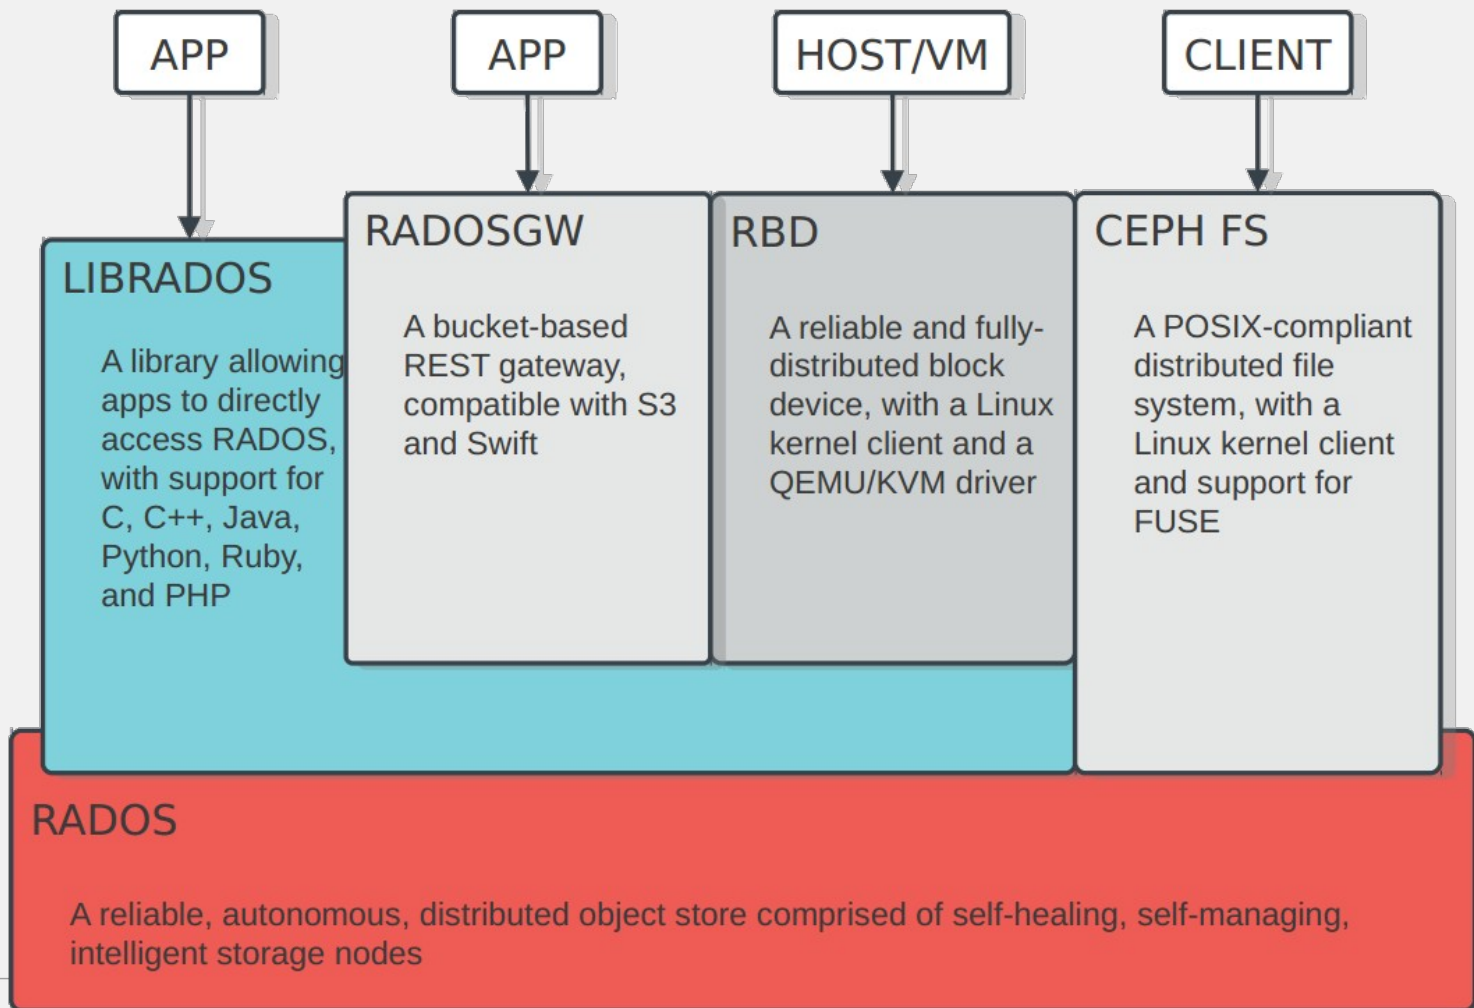 APP
APP
HOST/VM
CLIENT
LIBRADOS
A library allowing
apps to directly
access RADOS,
with support for
C, C++, Java,
Python, Ruby,
and PHP
RADOSGW
A bucket-based
REST gateway,
compatible with S3
and Swift
RBD
A reliable and fully-
distributed block
device, with a Linux
kernel client and a
QEMU/KVM driver
CEPH FS
A POSIX-compliant
distributed file
system, with a
Linux kernel client
and support for
FUSE
RADOS
A reliable, autonomous, distributed object store comprised of self-healing, self-managing,
intelligent storage nodes